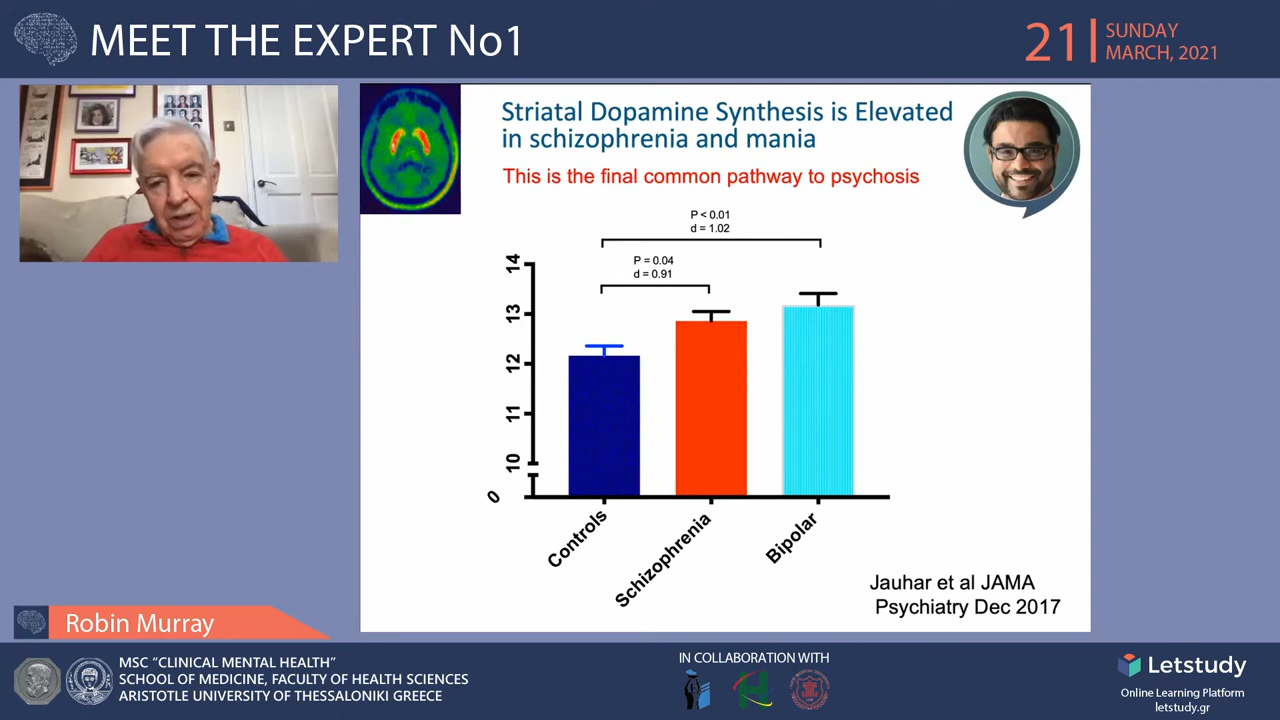 MEET THE EXPERT No1
21
SUNDAY
MARCH, 2021
Striatal Dopamine Synthesis is Elevated
in schizophrenia and mania
This is the final common pathway to psychosis
P < 0.01
d = 1.02
P = 0.04
d = 0.91
14
13
12
11
10
0
Controls
Schizophrenia
Bipolar
Jauhar et al JAMA
Psychiatry Dec 2017
Robin Murray
MSC “CLINICAL MENTAL HEALTH”
SCHOOL OF MEDICINE, FACULTY OF HEALTH SCIENCES
ARISTOTLE UNIVERSITY OF THESSALONIKI GREECE
IN COLLABORATION WITH
Letstudy
Online Learning Platform
letstudy.gr